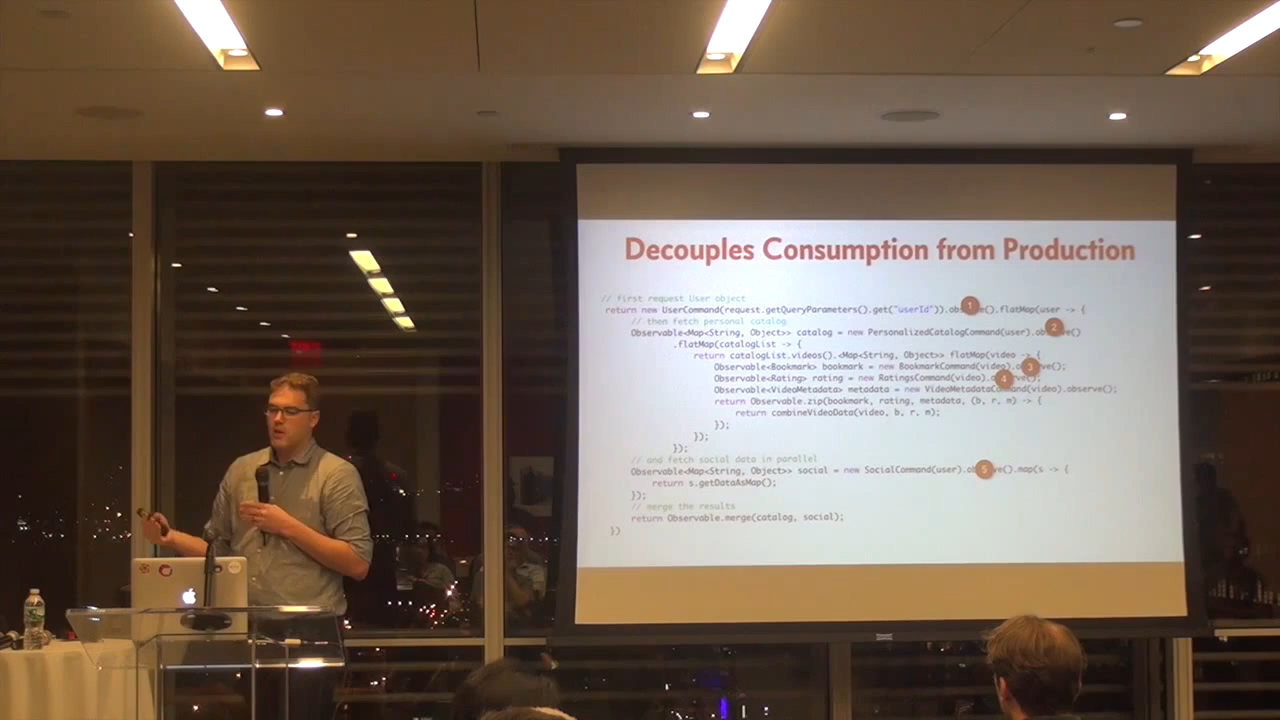 Decouples Consumption from Production
// first request User object
return new UserCommand(request.getQueryParameters().get("userId")).observe().flatMap(user -> {
// then fetch personal catalog
Observable<Map<String, Object>> catalog = new PersonalizedCatalogCommand(user).observe()
.flatMap(catalogList -> {
return catalogList.videos().<Map<String, Object>> flatMap(video -> {
Observable<Bookmark> bookmark = new BookmarkCommand(video).observe();
Observable<Rating> rating = new RatingsCommand(video).observe();
Observable<VideoMetadata> metadata = new VideoMetadataCommand(video).observe();
return Observable.zip(bookmark, rating, metadata, (b, r, m) -> {
return combineVideoData(video, b, r, m);
});
});
});
// and fetch social data in parallel
Observable<Map<String, Object>> social = new SocialCommand(user).observe().map(s -> {
return s.getDataAsMap();
});
// merge the results
return Observable.merge(catalog, social);
})
1
2
3
4
5